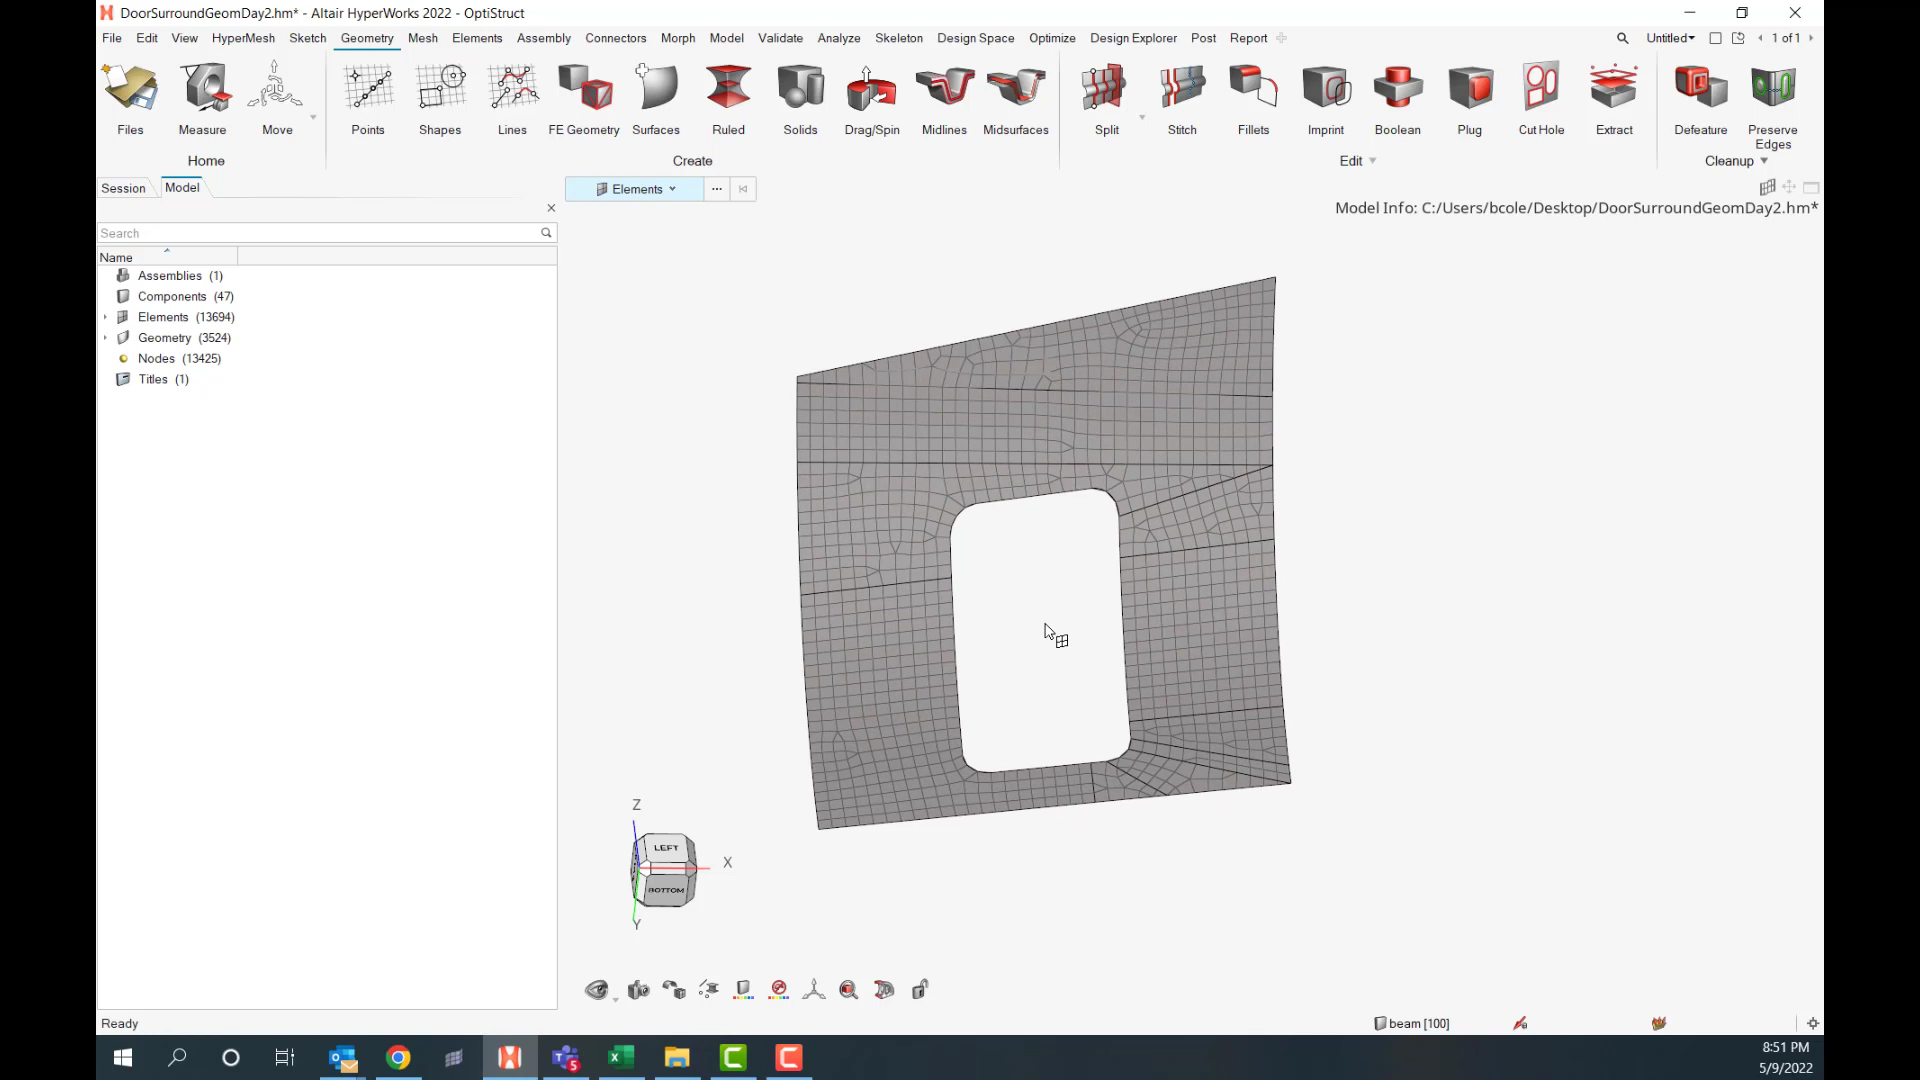 DoorSurroundGeomDay2.hm* - Altair HyperWorks 2022 - OptiStruct
File Edit View HyperMesh Sketch Geometry Mesh Elements Assembly Connectors Morph Model Validate Analyze Skeleton Design Space Optimize Design Explorer Post Report Untitled 1 of 1
Files Measure Move Points Shapes Lines FE Geometry Surfaces Ruled Solids Drag/Spin Midlines Midsurfaces Split Stitch Fillets Imprint Boolean Plug Cut Hole Extract Defeature Preserve Edges
Home Create Edit Cleanup
Session Model Elements
Model Info: C:/Users/bcole/Desktop/DoorSurroundGeomDay2.hm*
Search
Name
Assemblies (1)
Components (47)
Elements (13694)
Geometry (3524)
Nodes (13425)
Titles (1)
Z
LEFT
X
BOTTOM
Y
Ready beam [100]
5
8:51 PM
5/9/2022